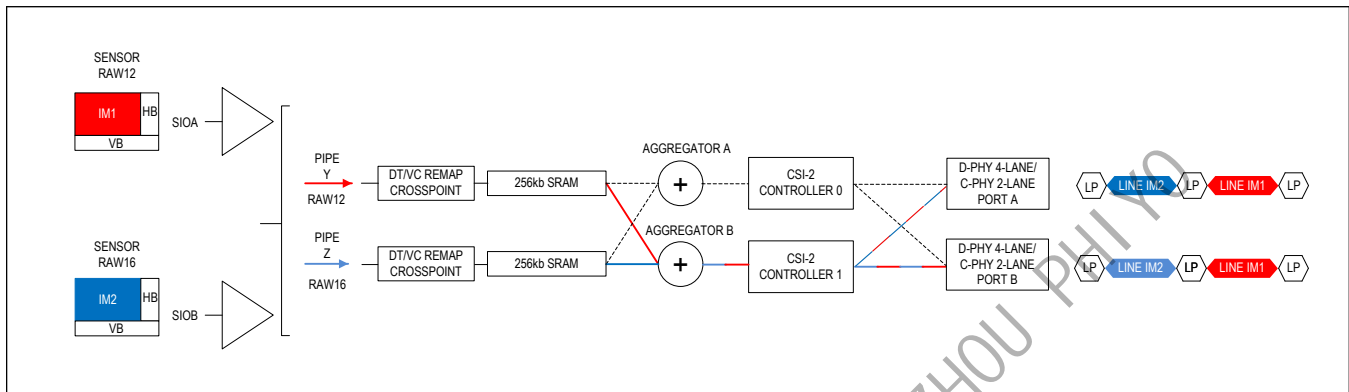 SENSOR
RAW12
IM1
HB
VB
SIOA
SENSOR
RAW16
IM2
HB
VB
SIOB
PIPE
Y
RAW12
PIPE
Z
RAW16
DT/VC REMAP
CROSSPOINT
256kb SRAM
DT/VC REMAP
CROSSPOINT
256kb SRAM
AGGREGATOR A
+
AGGREGATOR B
+
CSI-2
CONTROLLER 0
CSI-2
CONTROLLER 1
D-PHY 4-LANE/
C-PHY 2-LANE
PORT A
D-PHY 4-LANE/
C-PHY 2-LANE
PORT B
LP LINE IM2 LP LINE IM1 LP
LP LINE IM2 LP LINE IM1 LP
ZHOU PHIYO